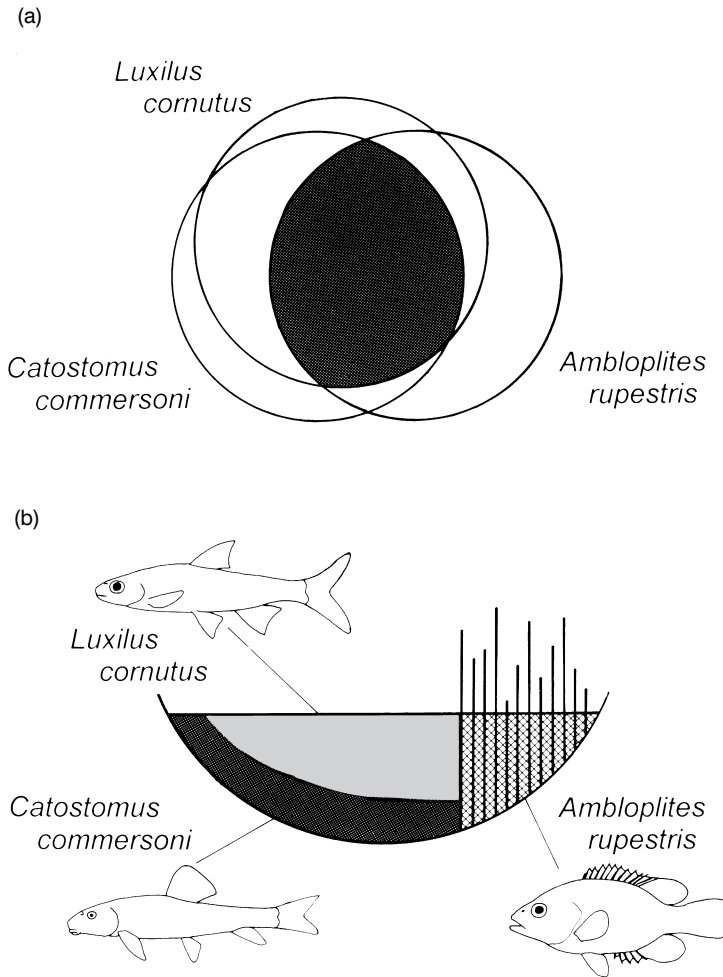 (a)
Luxilus
cornutus
Catostomus
commersoni
Ambloplites
rupestris
(b)
Luxilus
cornutus
Catostomus
commersoni
Ambloplites
rupestris